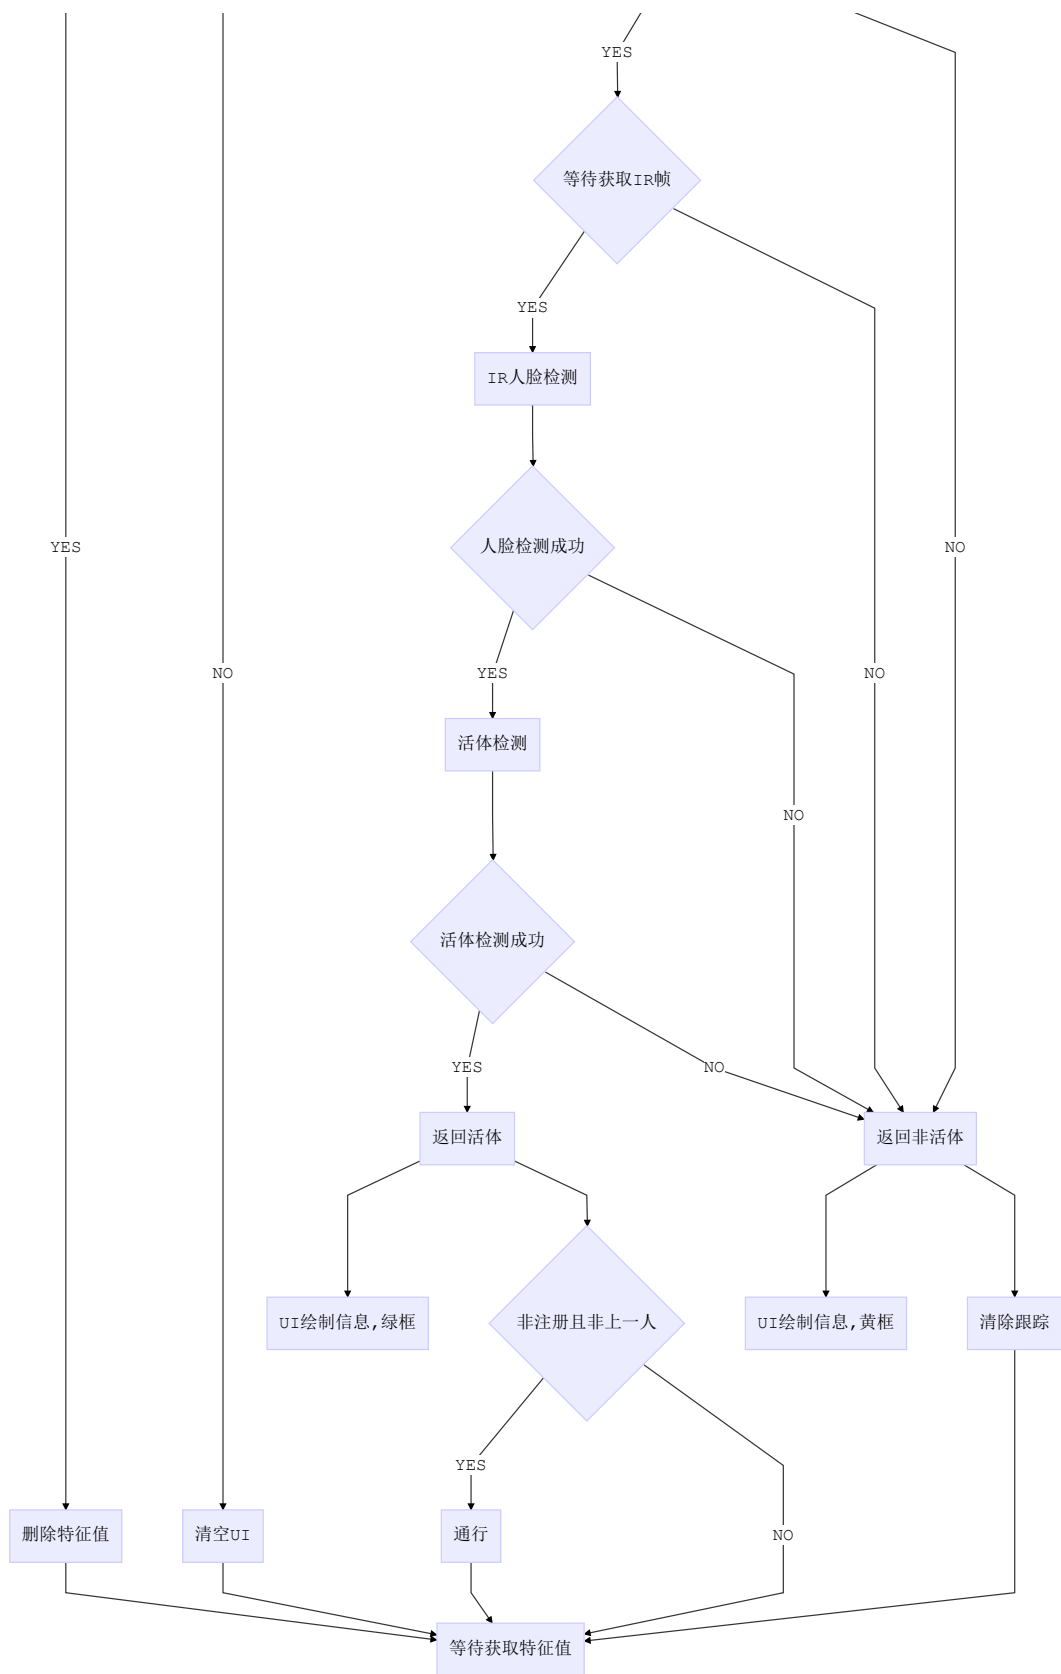 YES
等待获取IR帧
YES
IR人脸检测
YES
人脸检测成功
NO
NO
YES
NO
活体检测
NO
活体检测成功
YES
NO
返回活体
返回非活体
UI绘制信息,绿框
非注册且非上一人
UI绘制信息,黄框
清除跟踪
YES
删除特征值
清空UI
通行
NO
等待获取特征值